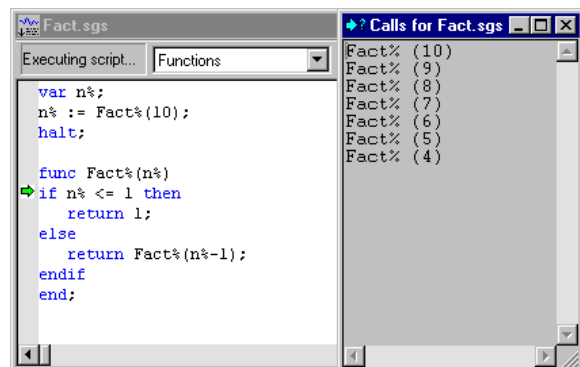 Fact.sgs
Executing script... Functions
var n%;
n% := Fact%(10);
halt;
func Fact%(n%)
if n% <= 1 then
return 1;
else
return Fact%(n%-1);
endif
end;
Calls for Fact.sgs
Fact% (10)
Fact% (9)
Fact% (8)
Fact% (7)
Fact% (6)
Fact% (5)
Fact% (4)